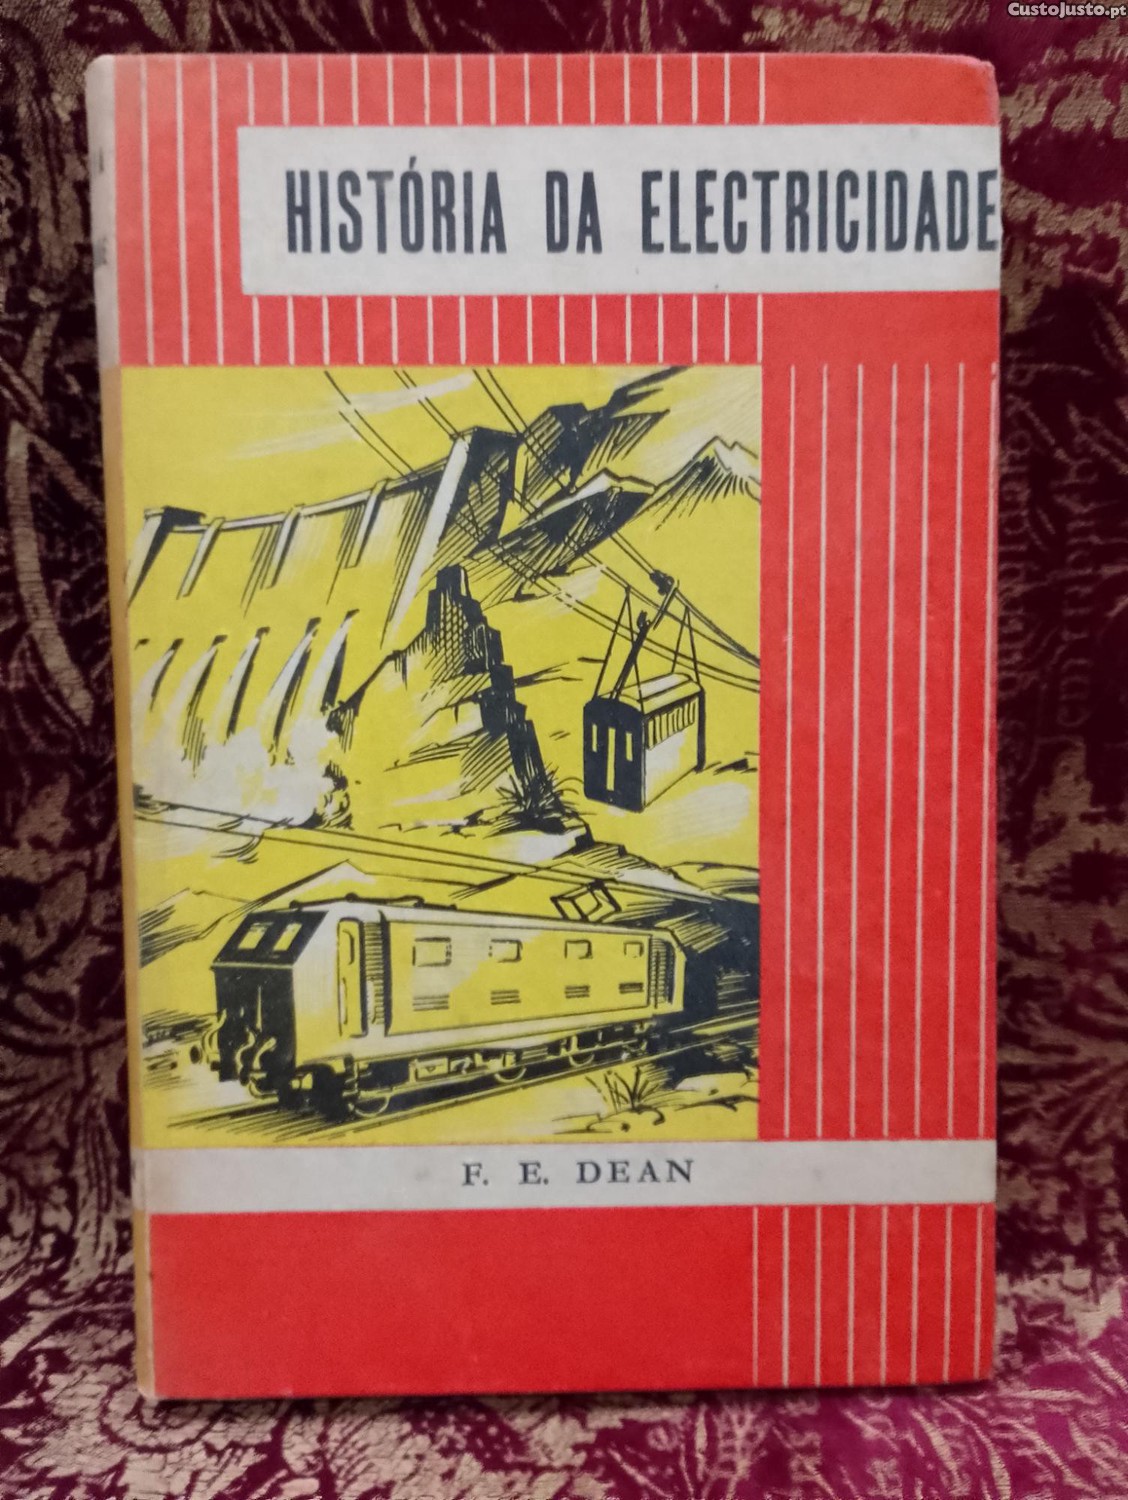 CustoJusto.pt
HISTÓRIA DA ELECTRICIDADE
F. E. DEAN